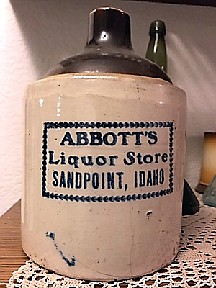 ABBOTT'S
Liquor Store
SANDPOINT, IDAHO